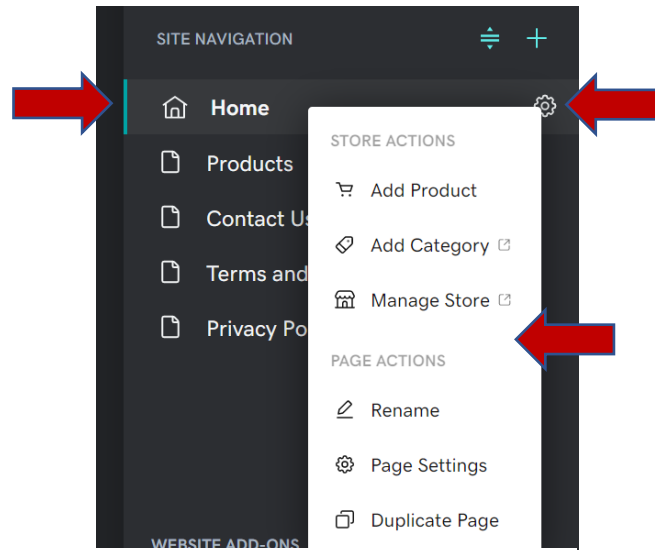 SITE NAVIGATION
Home
STORE ACTIONS
Products
Add Product
Contact Us
Add Category
Terms and
Manage Store
Privacy Po
PAGE ACTIONS
Rename
Page Settings
Duplicate Page
WEBSITE ADD-ONS